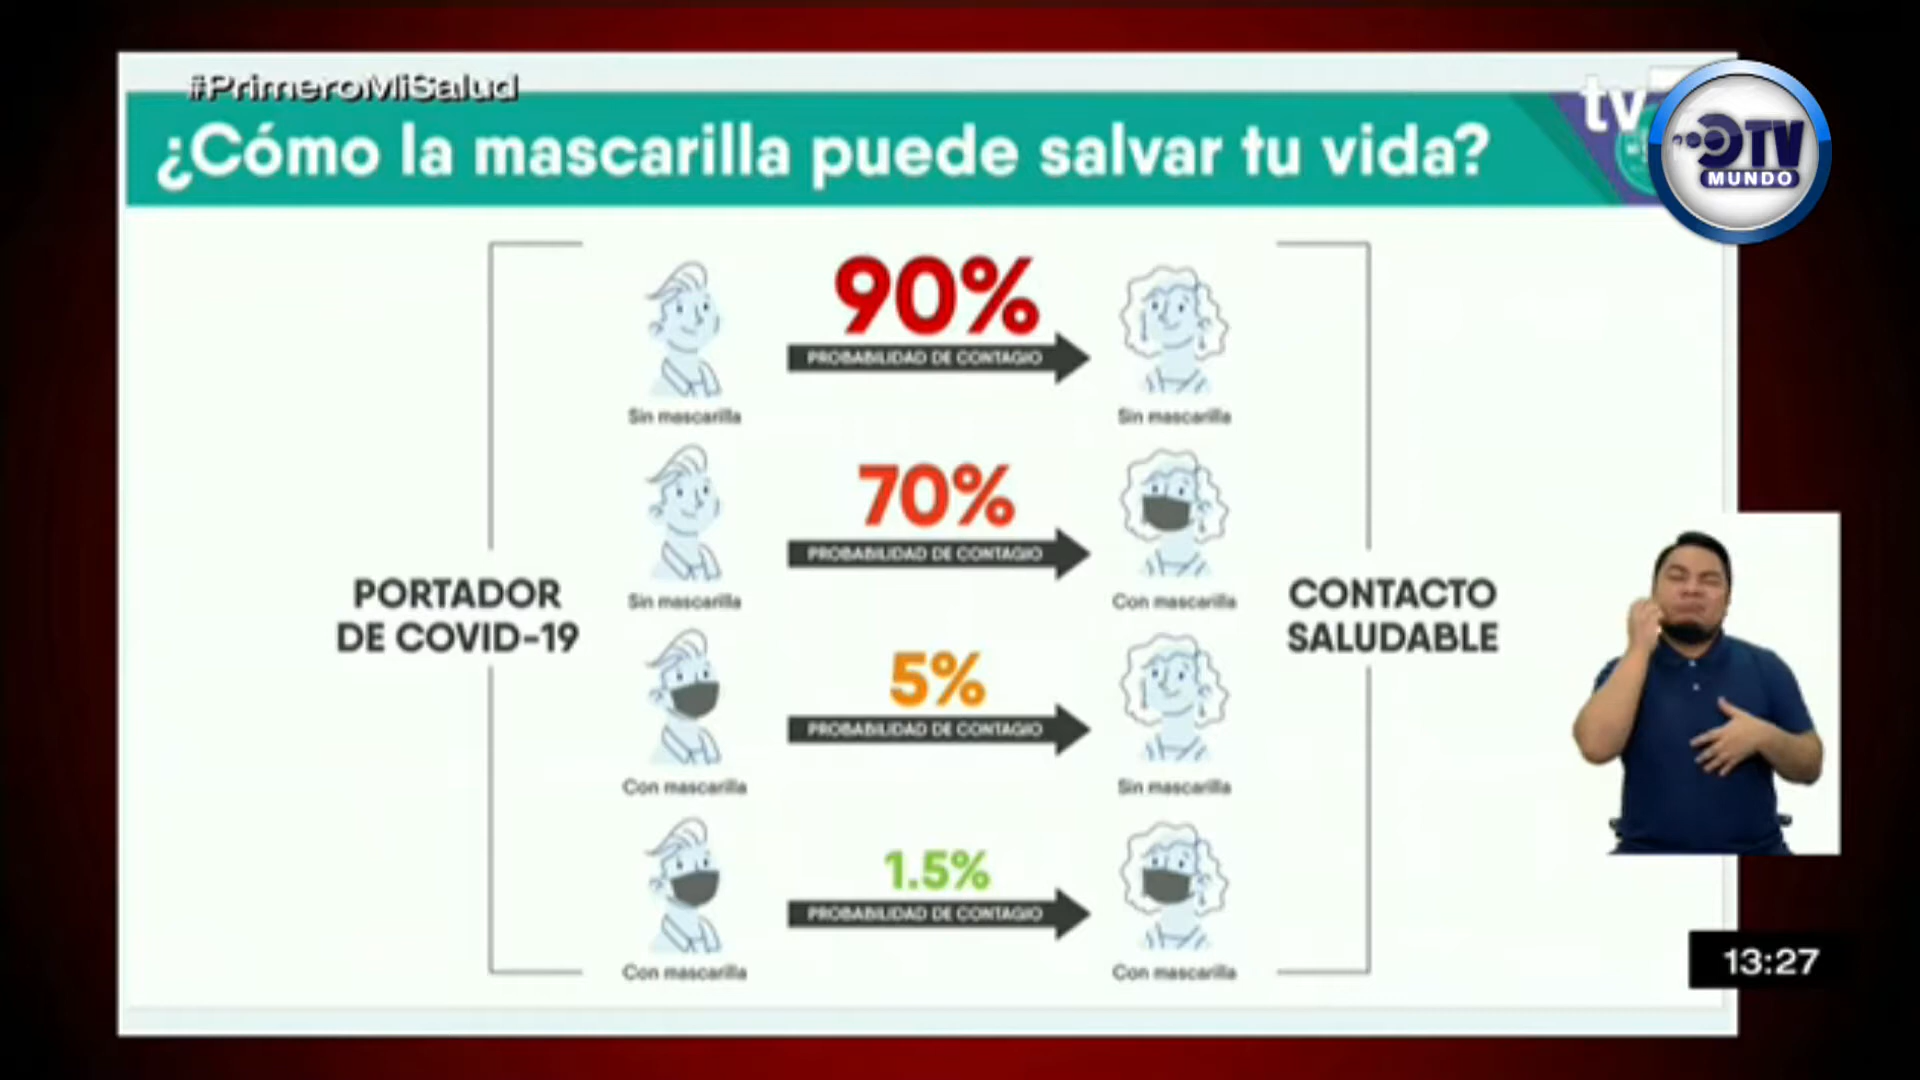 #PrimeroMiSalud
tv
¿Cómo la mascarilla puede salvar tu vida?
TV
MUNDO
90%
PROBABILIDAD DE CONTAGIO
Sin mascarilla
Sin mascarilla
70%
PROBABILIDAD DE CONTAGIO
Sin mascarilla
Con mascarilla
PORTADOR
DE COVID-19
CONTACTO
SALUDABLE
5%
PROBABILIDAD DE CONTAGIO
Con mascarilla
Sin mascarilla
1.5%
PROBABILIDAD DE CONTAGIO
Con mascarilla
Con mascarilla
13:27